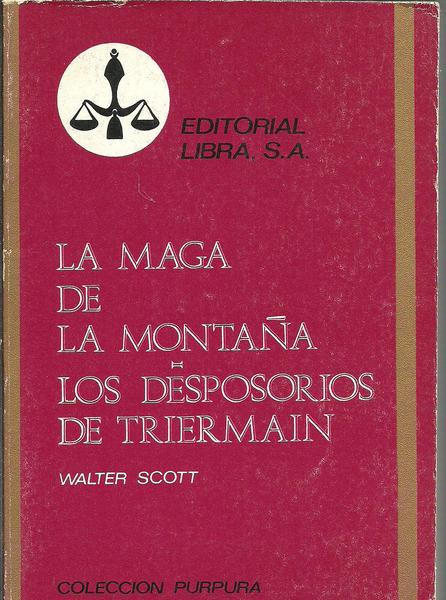 EDITORIAL
LIBRA, S.A.
LA MAGA
DE
LA MONTAÑA
LOS DESPOSORIOS
DE TRIERMAIN
WALTER SCOTT
COLECCION PURPURA